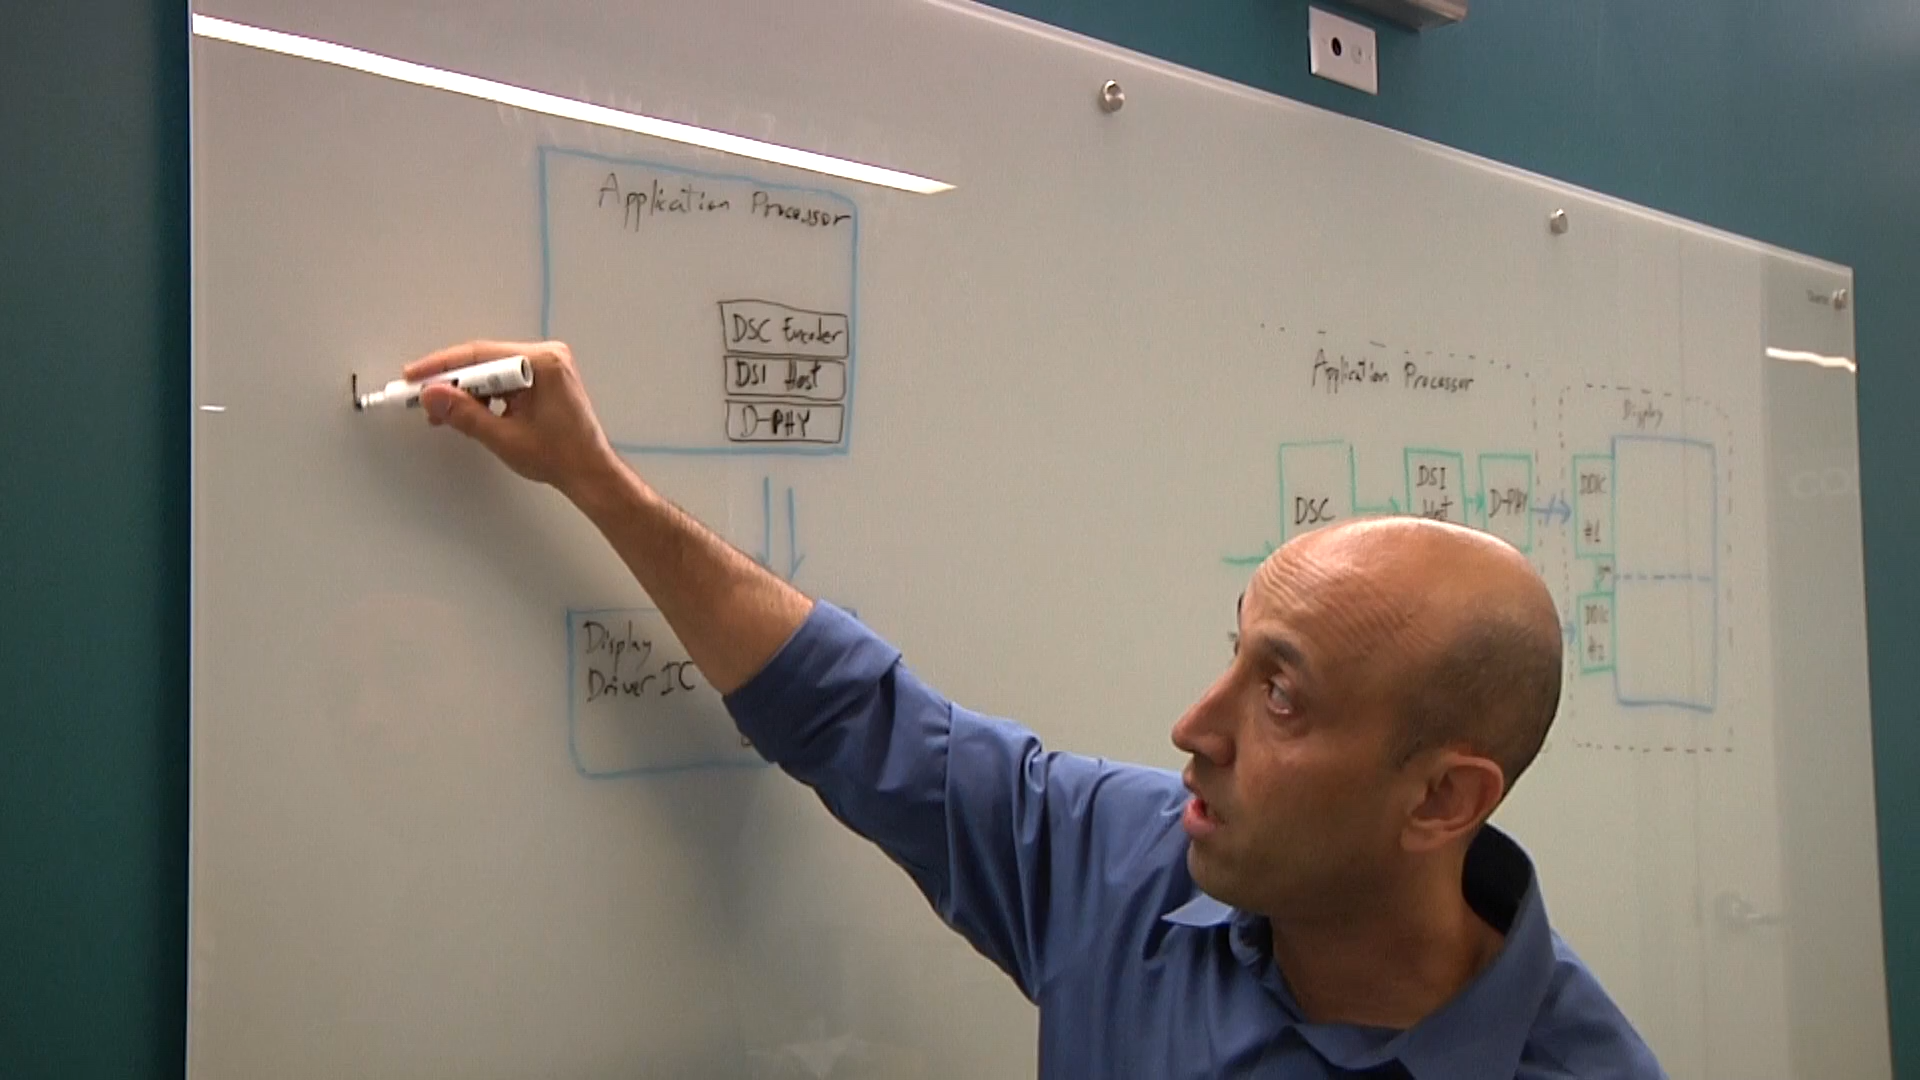 Application Processor
DSC Encoder
DSI Host
D-PHY
Display
Driver IC
Application Processor
Display
DSC
DSI
Host
D-PHY
DDIC
#1
DDIC
#2